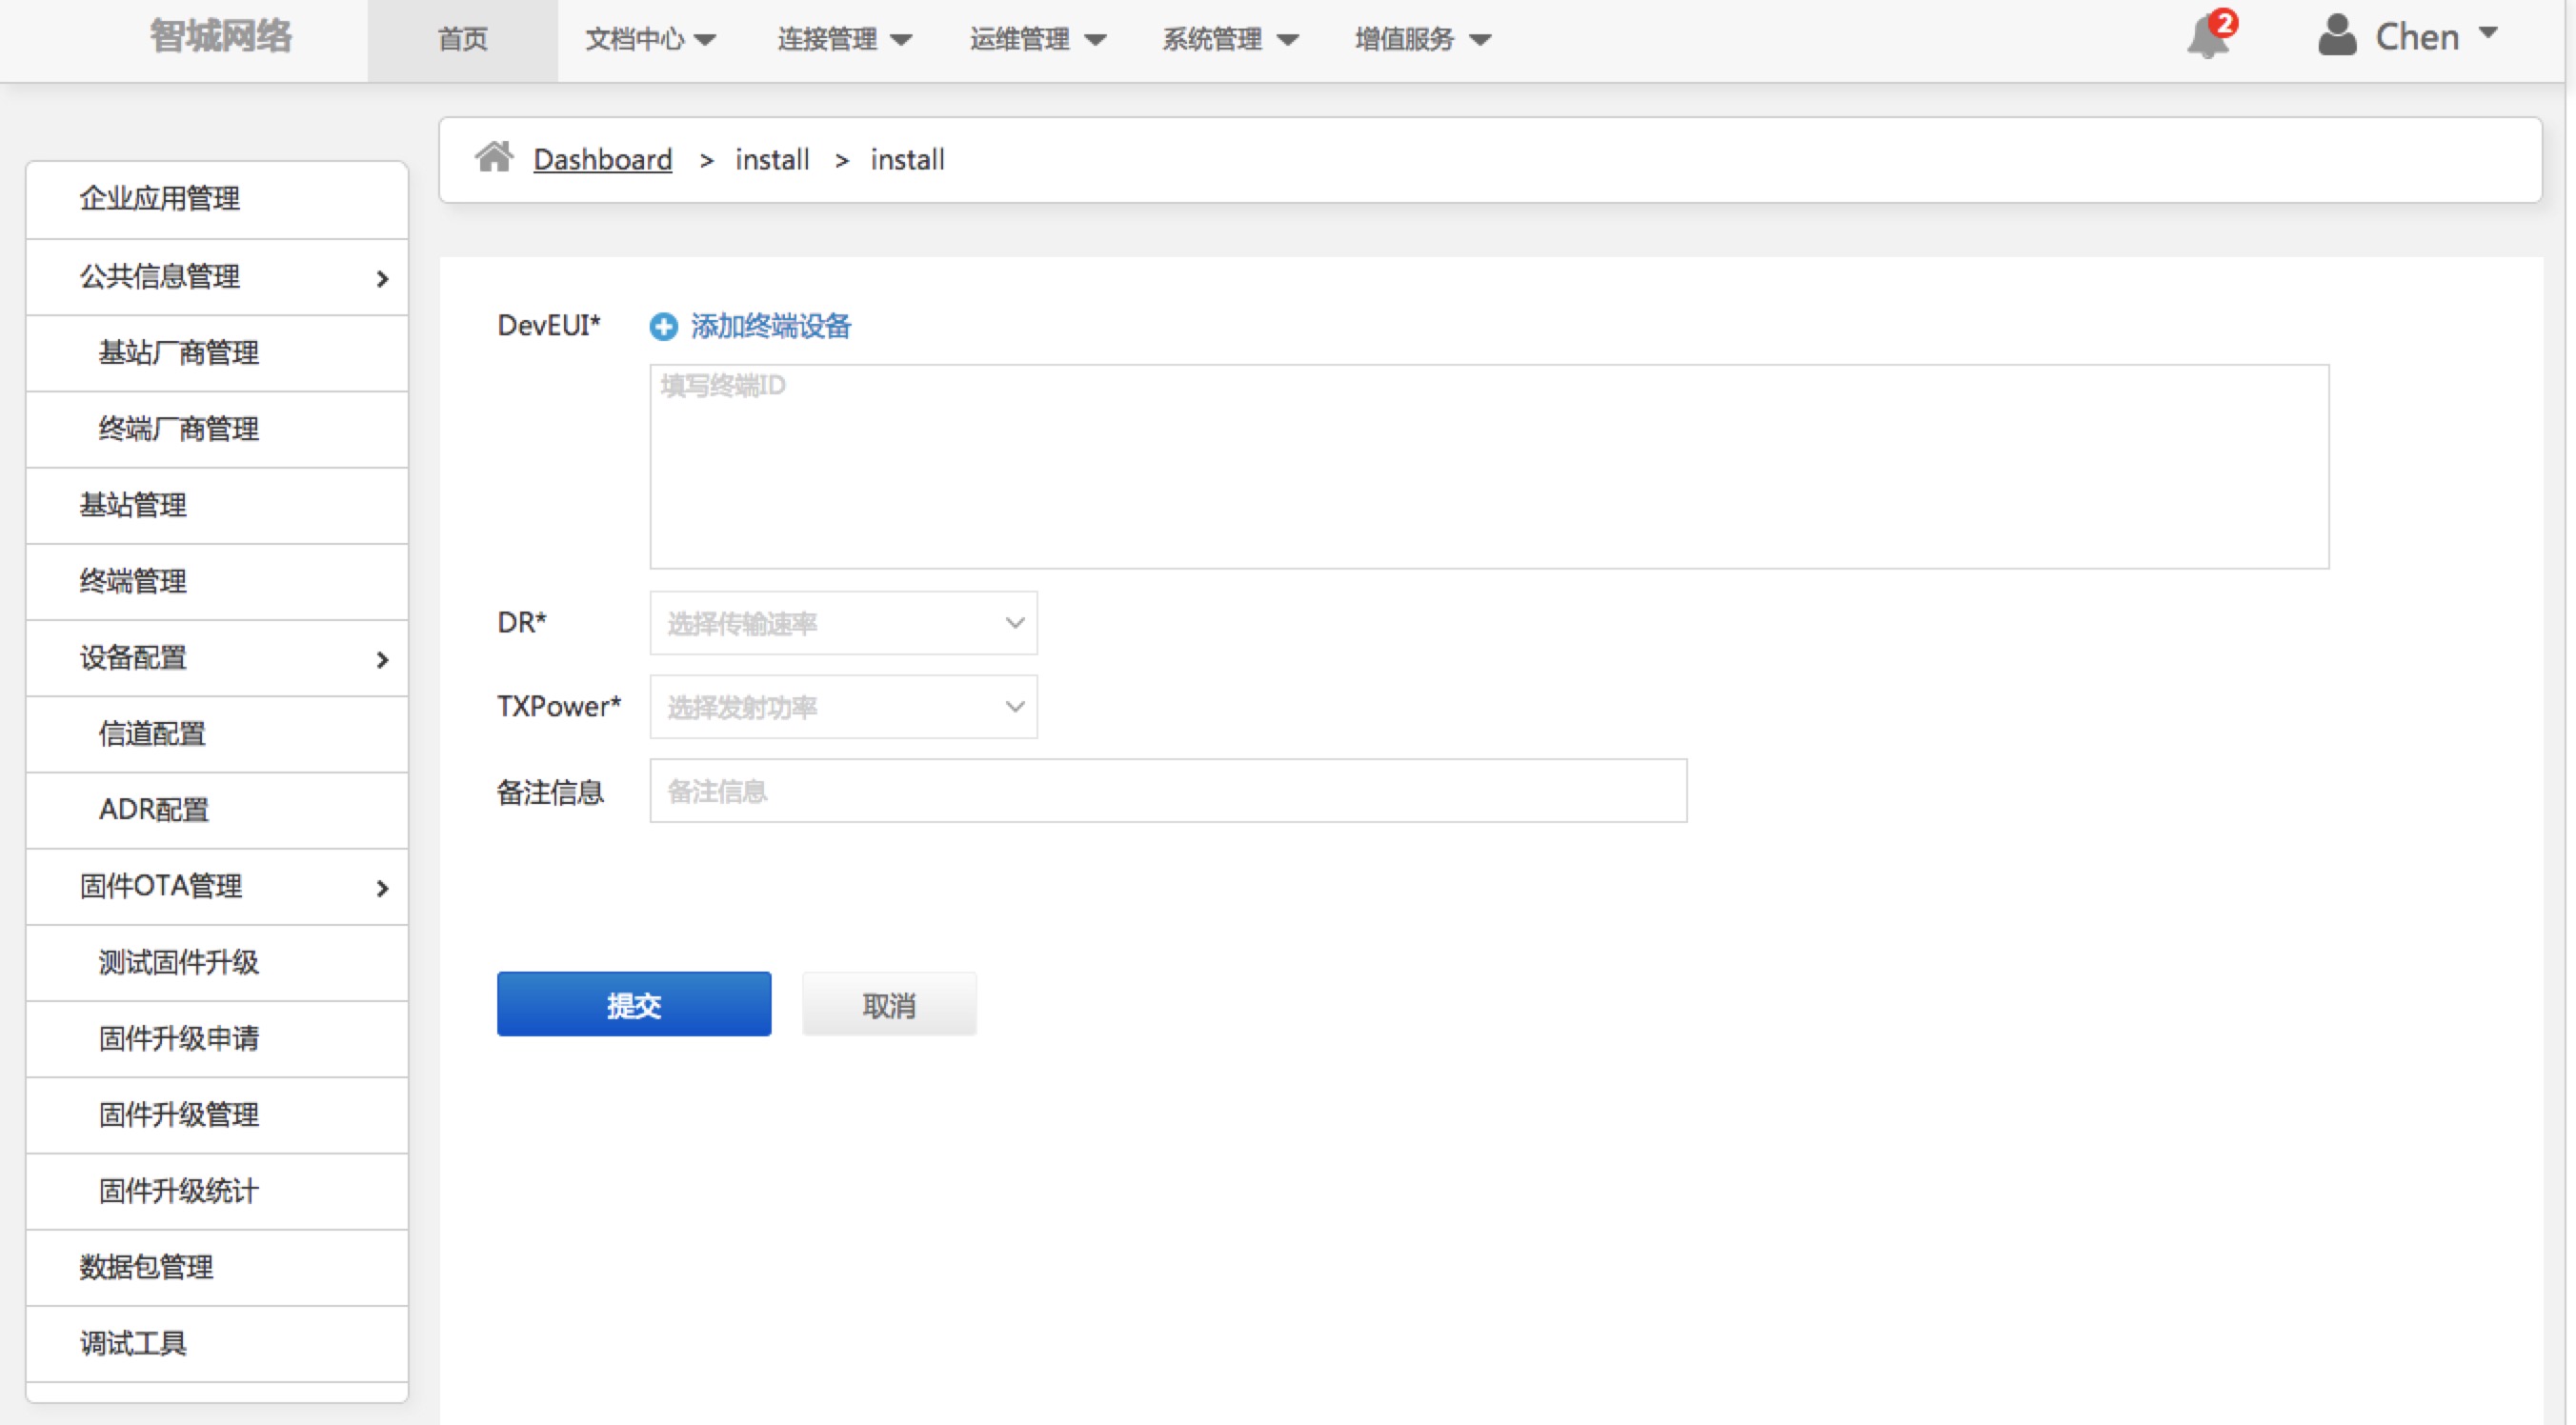 智城网络
首页
文档中心
连接管理
运维管理
系统管理
增值服务
2
Chen
Dashboard > install > install
企业应用管理
公共信息管理
基站厂商管理
终端厂商管理
基站管理
终端管理
设备配置
信道配置
ADR配置
固件OTA管理
测试固件升级
固件升级申请
固件升级管理
固件升级统计
数据包管理
调试工具
DevEUI*
添加终端设备
填写终端ID
DR*
选择传输速率
TXPower*
选择发射功率
备注信息
备注信息
提交
取消